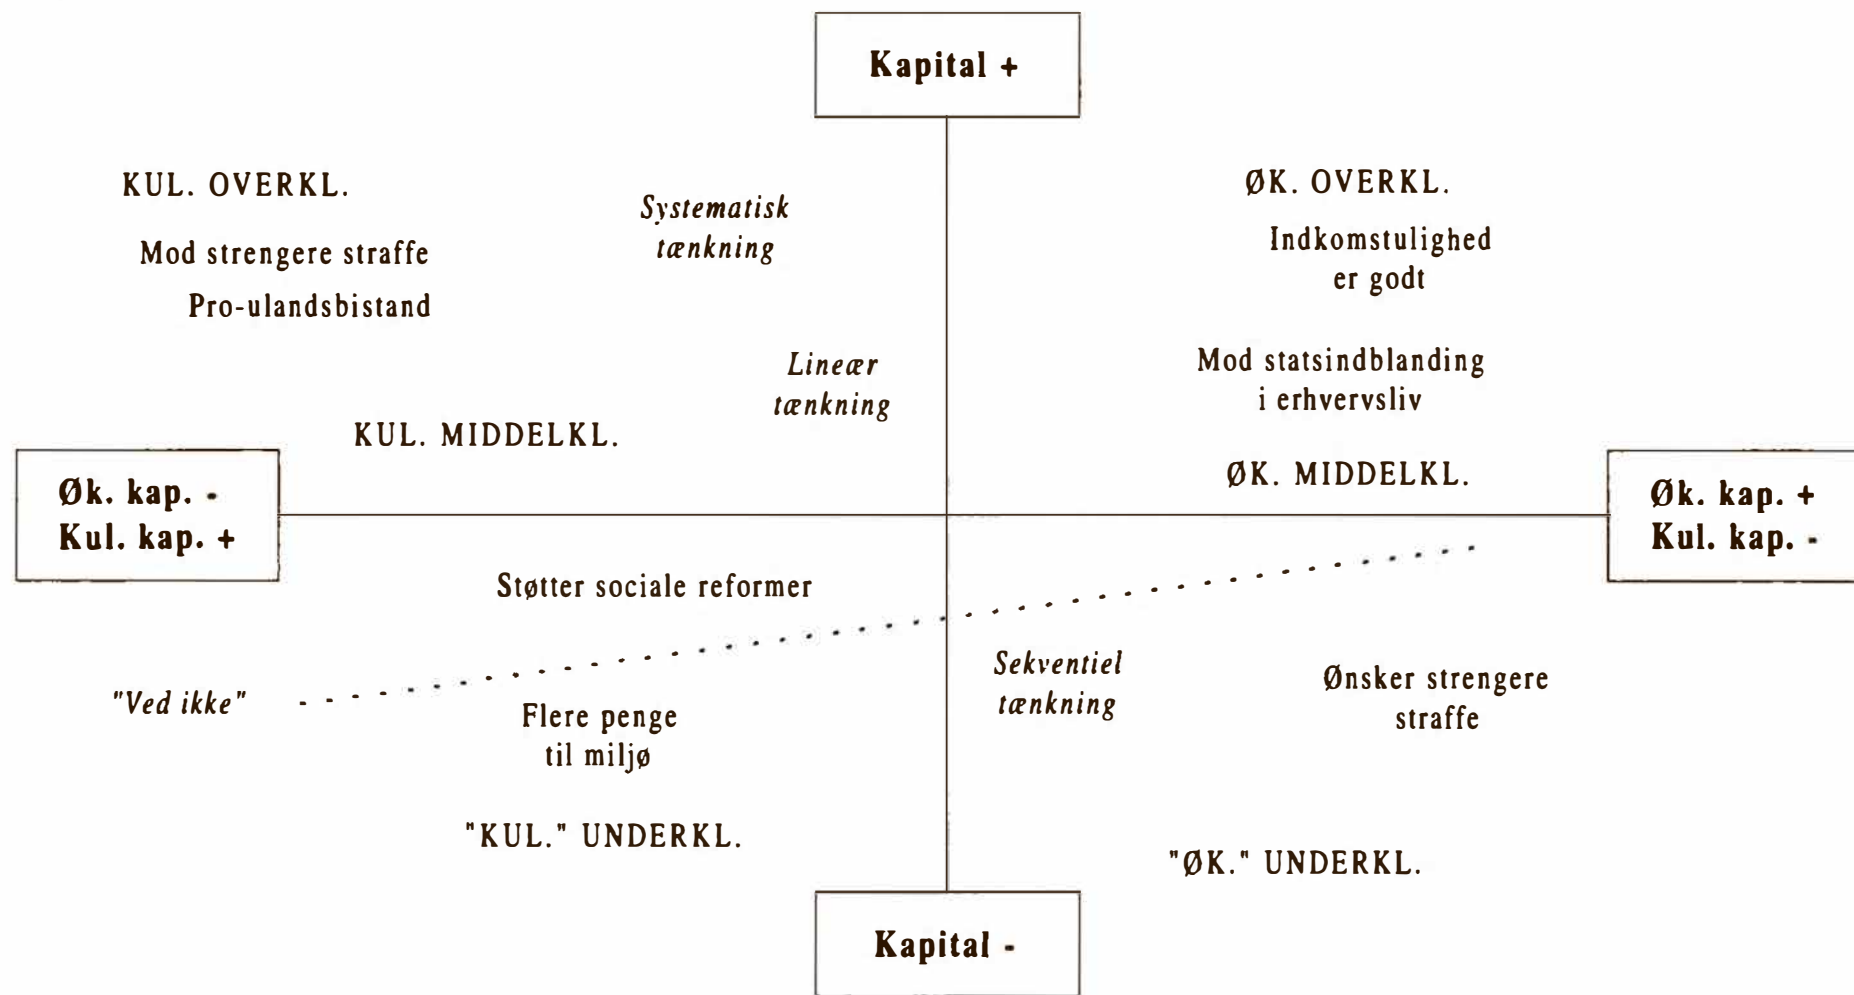 Kapital +
KUL. OVERKL.
ØK. OVERKL.
Systematisk
tænkning
Mod strengere straffe
Pro-ulandsbistand
Indkomstulighed
er godt
Lineær
tænkning
Mod statsindblanding
i erhvervsliv
KUL. MIDDELKL.
ØK. MIDDELKL.
Øk. kap. -
Kul. kap. +
Øk. kap. +
Kul. kap. -
Støtter sociale reformer
"Ved ikke"
Sekventiel
tænkning
Ønsker strengere
straffe
Flere penge
til miljø
"KUL." UNDERKL.
"ØK." UNDERKL.
Kapital -